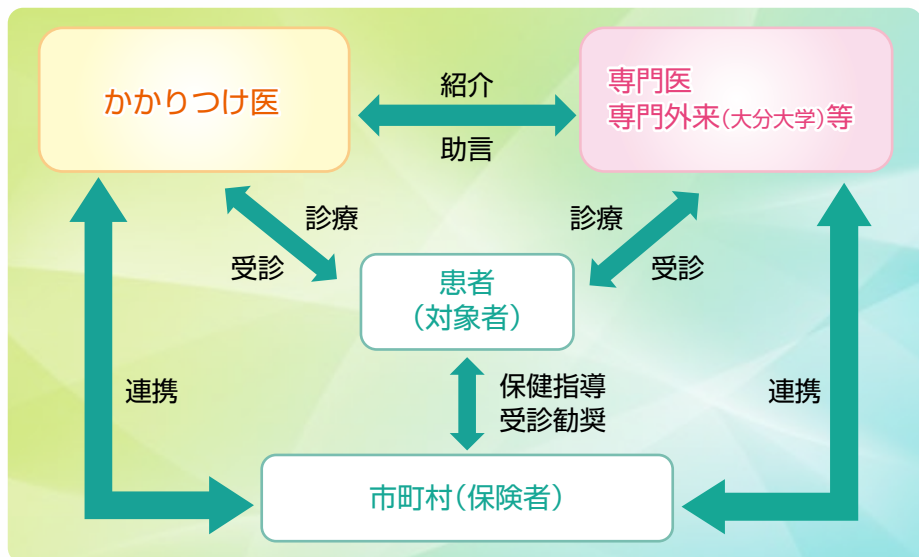 かかりつけ医
紹介
助言
専門医
専門外来(大分大学)等
診療
受診
診療
受診
患者
(対象者)
連携
保健指導
受診勧奨
連携
市町村(保険者)